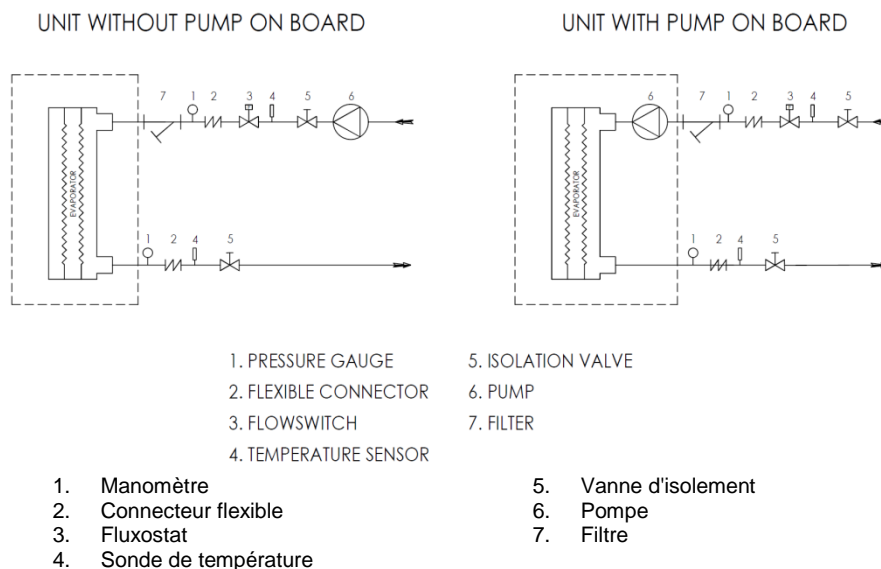 UNIT WITHOUT PUMP ON BOARD
UNIT WITH PUMP ON BOARD
7 1 2 3 4 5 6
EVAPORATOR
1 2 4 5
6 7 1 2 3 4 5
EVAPORATOR
1 2 4 5
1. PRESSURE GAUGE
2. FLEXIBLE CONNECTOR
3. FLOWSWITCH
4. TEMPERATURE SENSOR
5. ISOLATION VALVE
6. PUMP
7. FILTER
1. Manomètre
2. Connecteur flexible
3. Fluxostat
4. Sonde de température
5. Vanne d'isolement
6. Pompe
7. Filtre